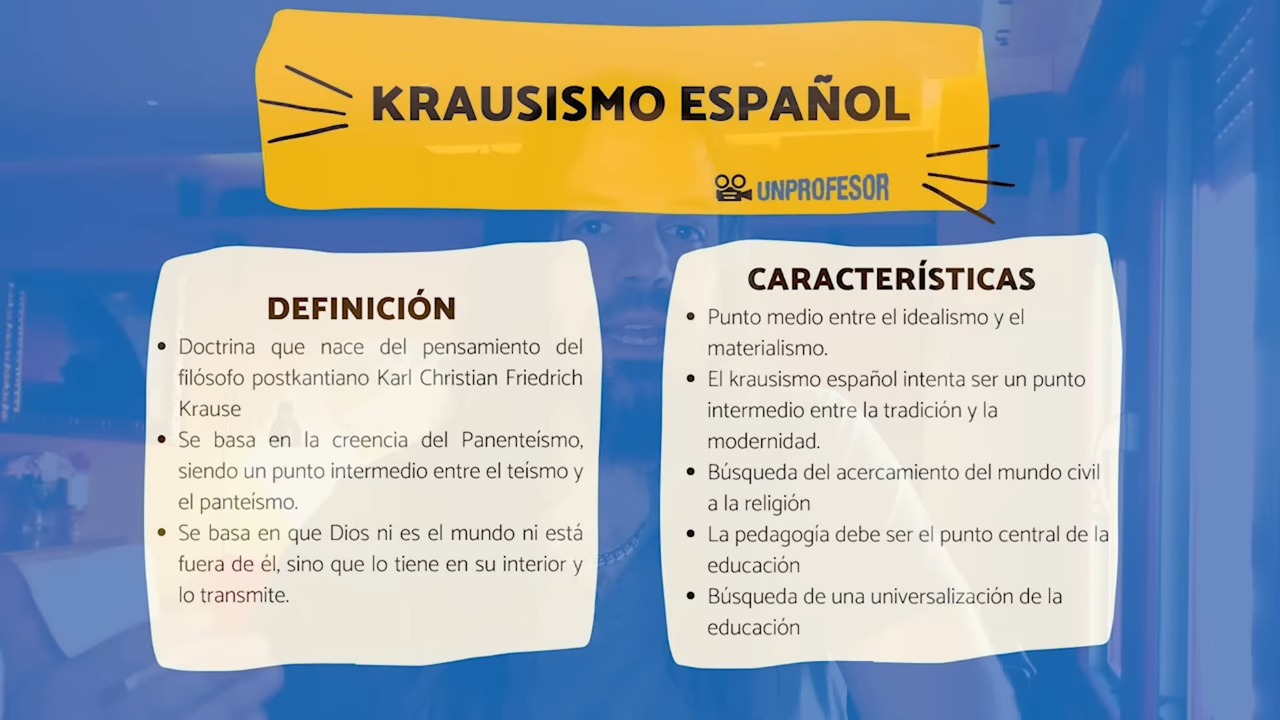 KRAUSISMO ESPAÑOL
UNPROFESOR
DEFINICIÓN
• Doctrina que nace del pensamiento del
filósofo postkantiano Karl Christian Friedrich
Krause
• Se basa en la creencia del Panenteísmo,
siendo un punto intermedio entre el teísmo y
el panteísmo.
• Se basa en que Dios ni es el mundo ni está
fuera de él, sino que lo tiene en su interior y
lo transmite.
CARACTERÍSTICAS
• Punto medio entre el idealismo y el
materialismo.
• El krausismo español intenta ser un punto
intermedio entre la tradición y la
modernidad.
• Búsqueda del acercamiento del mundo civil
a la religión
• La pedagogía debe ser el punto central de la
educación
• Búsqueda de una universalización de la
educación